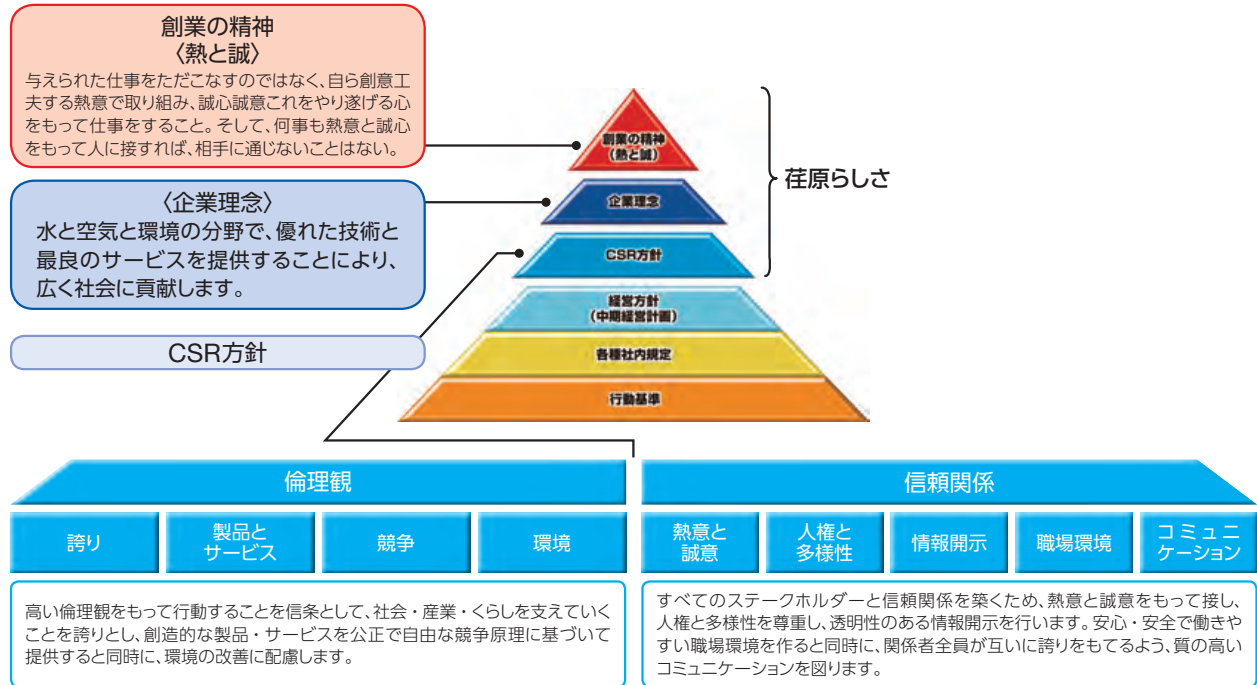 創業の精神
〈熱と誠〉
与えられた仕事をただこなすのではなく、自ら創意工
夫する熱意で取り組み、誠心誠意これをやり遂げる心
をもって仕事をすること。そして、何事も熱意と誠心
をもって人に接すれば、相手に通じないことはない。
〈企業理念〉
水と空気と環境の分野で、優れた技術と
最良のサービスを提供することにより、
広く社会に貢献します。
CSR方針
創業の精神
(熱と誠)
企業理念
CSR方針
経営方針
(中期経営計画)
各種社内規定
行動基準
荏原らしさ
倫理観
誇り
製品と
サービス
競争
環境
高い倫理観をもって行動することを信条として、社会・産業・くらしを支えていく
ことを誇りとし、創造的な製品・サービスを公正で自由な競争原理に基づいて
提供すると同時に、環境の改善に配慮します。
信頼関係
熱意と
誠意
人権と
多様性
情報開示
職場環境
コミュニ
ケーション
すべてのステークホルダーと信頼関係を築くため、熱意と誠意をもって接し、
人権と多様性を尊重し、透明性のある情報開示を行います。安心・安全で働きや
すい職場環境を作ると同時に、関係者全員が互いに誇りをもてるよう、質の高い
コミュニケーションを図ります。